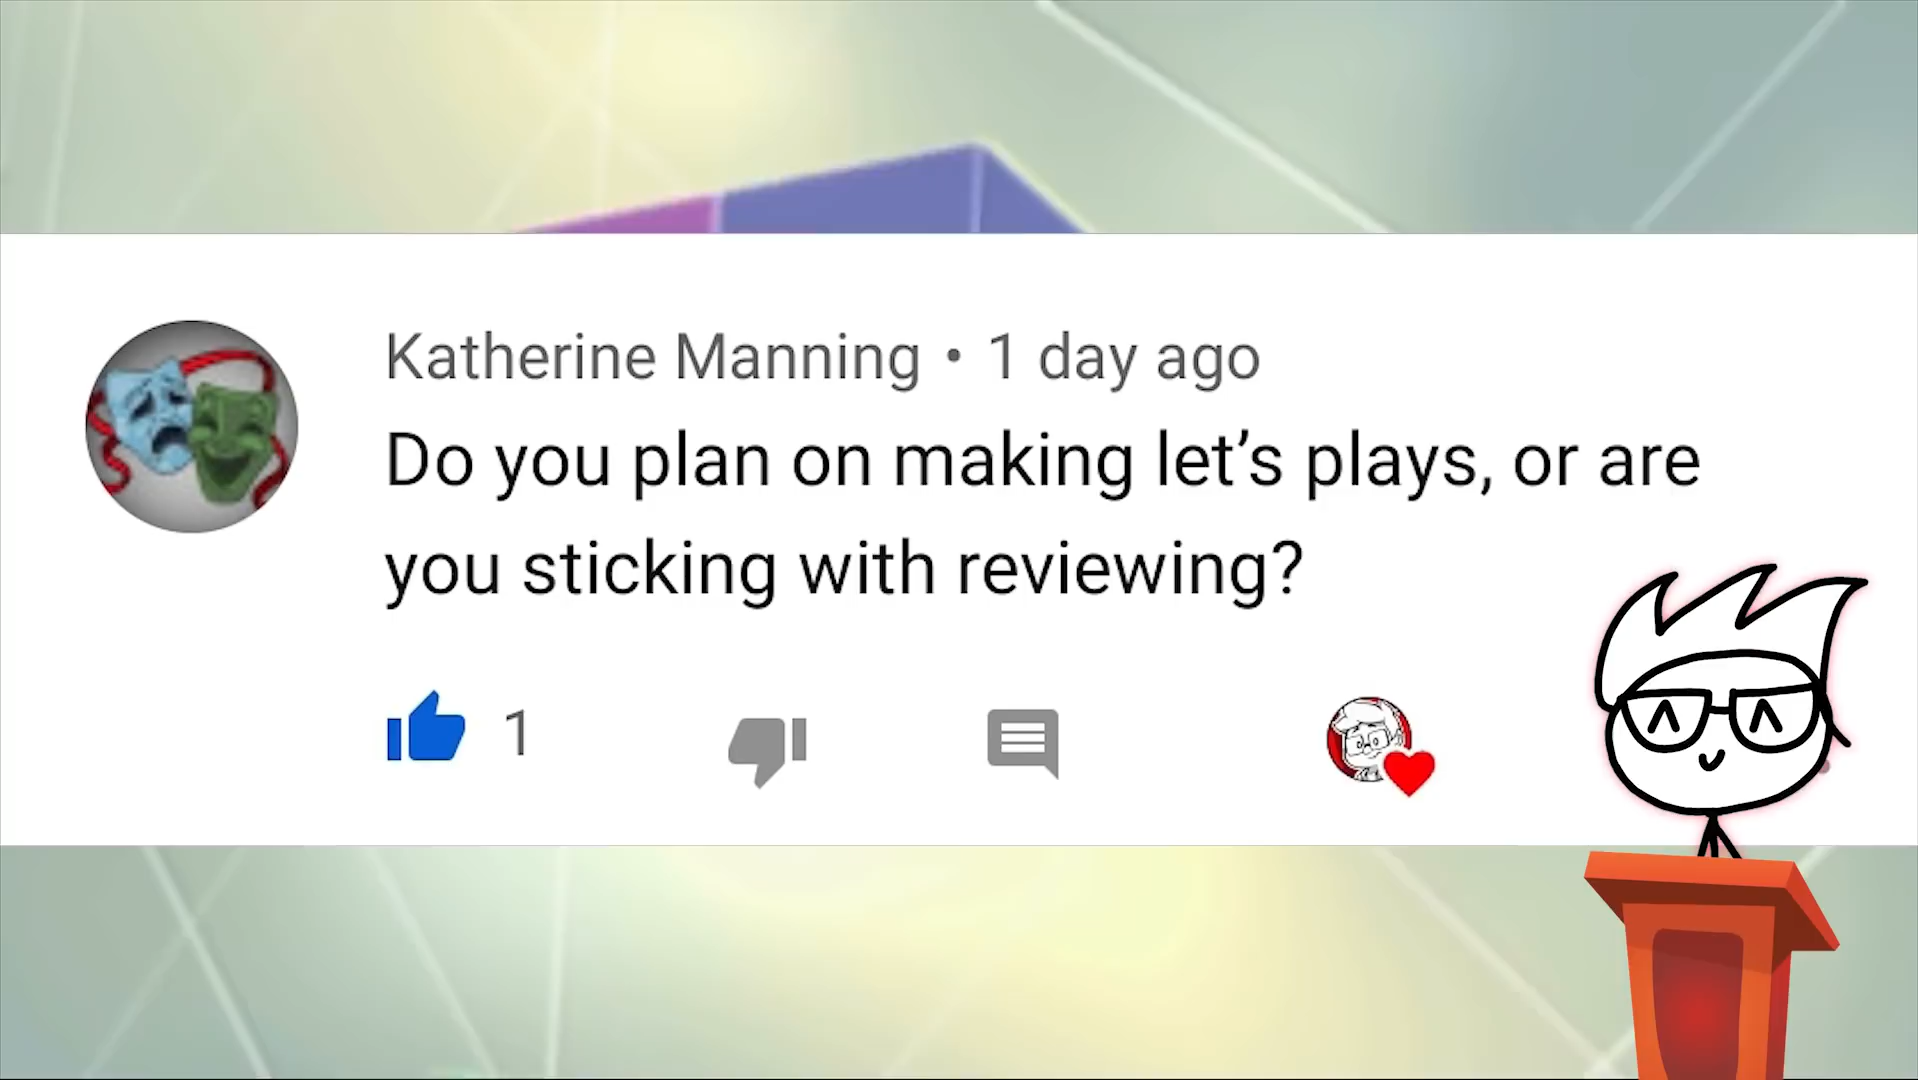 Katherine Manning • 1 day ago
Do you plan on making let’s plays, or are
you sticking with reviewing?
1